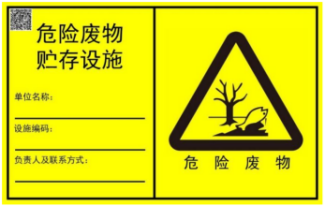 危险废物
贮存设施
单位名称：
设施编码：
负责人及联系方式：
危险废物